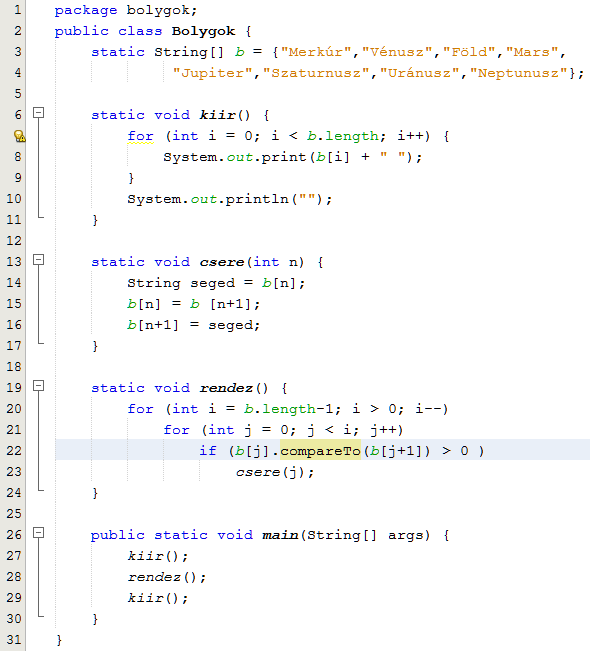 1 package bolygok;
2 public class Bolygok {
3 static String[] b = {"Merkúr","Vénusz","Föld","Mars",
4 "Jupiter","Szaturnusz","Uránusz","Neptunusz"};
5
6 static void kiir() {
for (int i = 0; i < b.length; i++) {
8 System.out.print(b[i] + " ");
9 }
10 System.out.println("");
11 }
12
13 static void csere(int n) {
14 String seged = b[n];
15 b[n] = b [n+1];
16 b[n+1] = seged;
17 }
18
19 static void rendez() {
20 for (int i = b.length-1; i > 0; i--)
21 for (int j = 0; j < i; j++)
22 if (b[j].compareTo(b[j+1]) > 0 )
23 csere(j);
24 }
25
26 public static void main(String[] args) {
27 kiir();
28 rendez();
29 kiir();
30 }
31 }